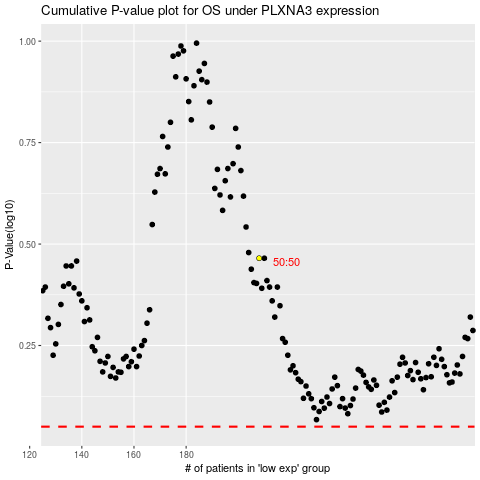 Cumulative P-value plot for OS under PLXNA3 expression
1.00
0.75
0.50
0.25
P-Value(log10)
50:50
120 140 160 180
# of patients in 'low exp' group